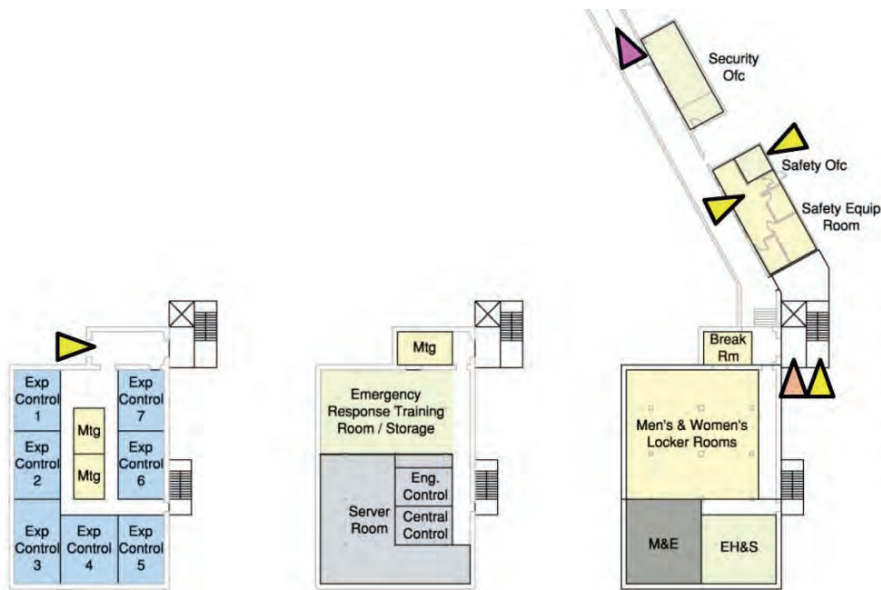 Security
Ofc
Safety Ofc
Safety Equip
Room
Exp
Control
1
Exp
Control
7
Mtg
Mtg
Exp
Control
2
Exp
Control
6
Exp
Control
3
Exp
Control
4
Exp
Control
5
Mtg
Emergency
Response Training
Room / Storage
Server
Room
Eng.
Control
Central
Control
Break
Rm
Men's & Women's
Locker Rooms
M&E
EH&S